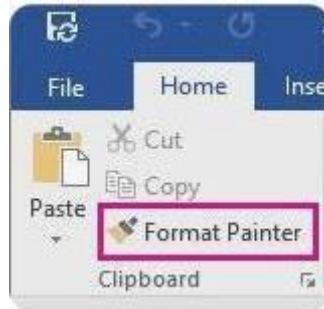 File Home Inse
Cut
Copy
Paste
Format Painter
Clipboard